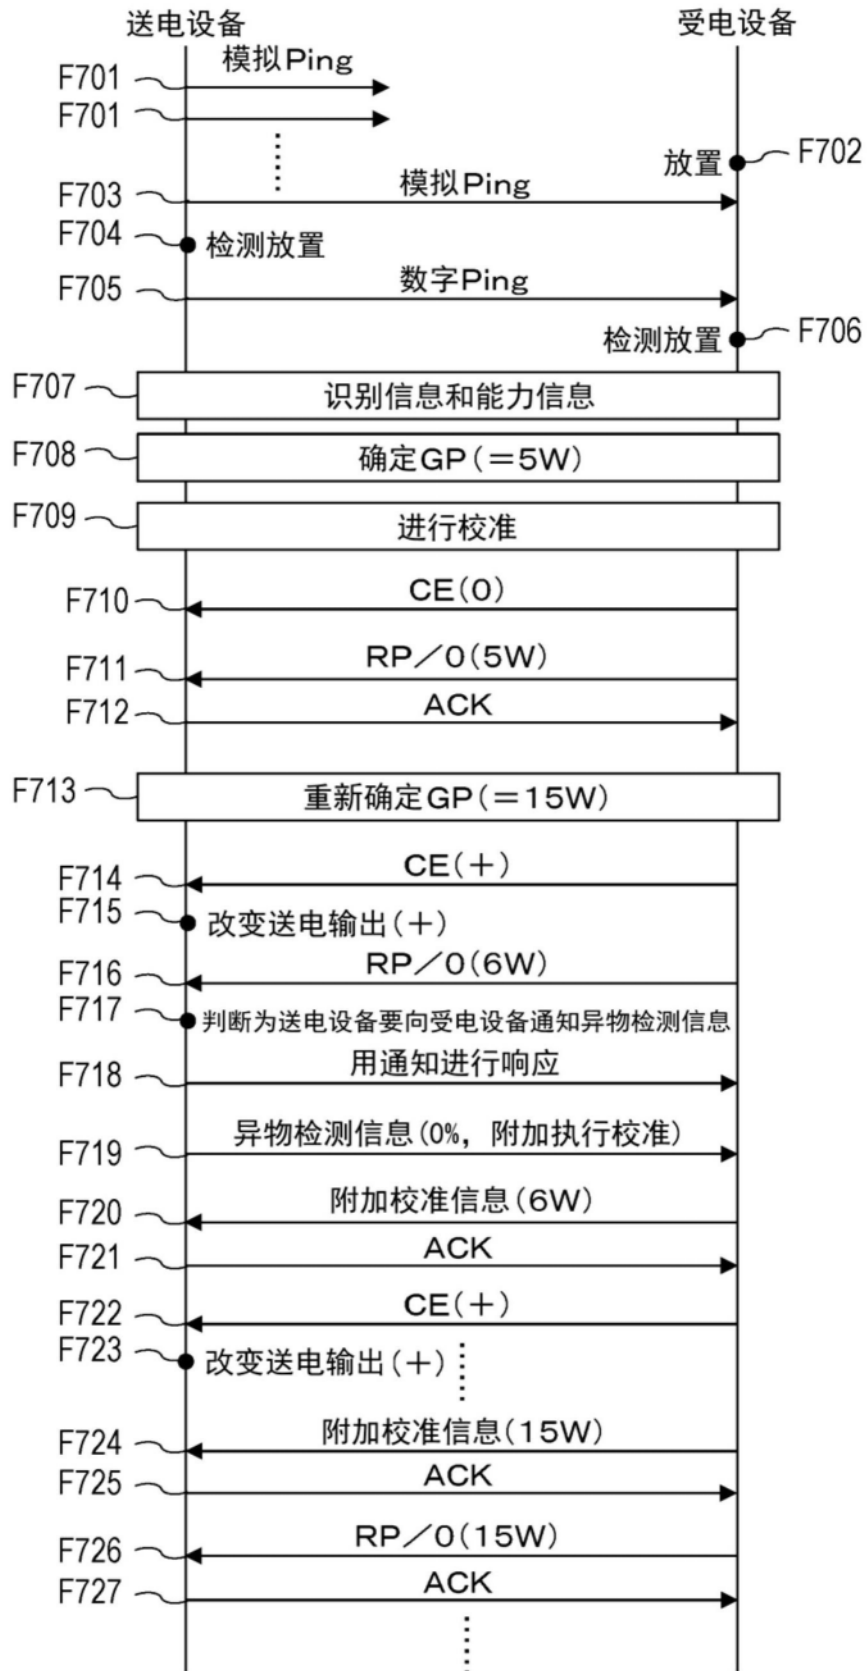 送电设备 受电设备
F701 模拟Ping
F701
放置 F702
F703 模拟Ping
F704 检测放置
F705 数字Ping
检测放置 F706
F707 识别信息和能力信息
F708 确定GP(=5W)
F709 进行校准
F710 CE(0)
F711 RP/0(5W)
F712 ACK
F713 重新确定GP(=15W)
F714 CE(+)
F715 改变送电输出(+)
F716 RP/0(6W)
F717 判断为送电设备要向受电设备通知异物检测信息
F718 用通知进行响应
F719 异物检测信息(0%, 附加执行校准)
F720 附加校准信息(6W)
F721 ACK
F722 CE(+)
F723 改变送电输出(+)
F724 附加校准信息(15W)
F725 ACK
F726 RP/0(15W)
F727 ACK